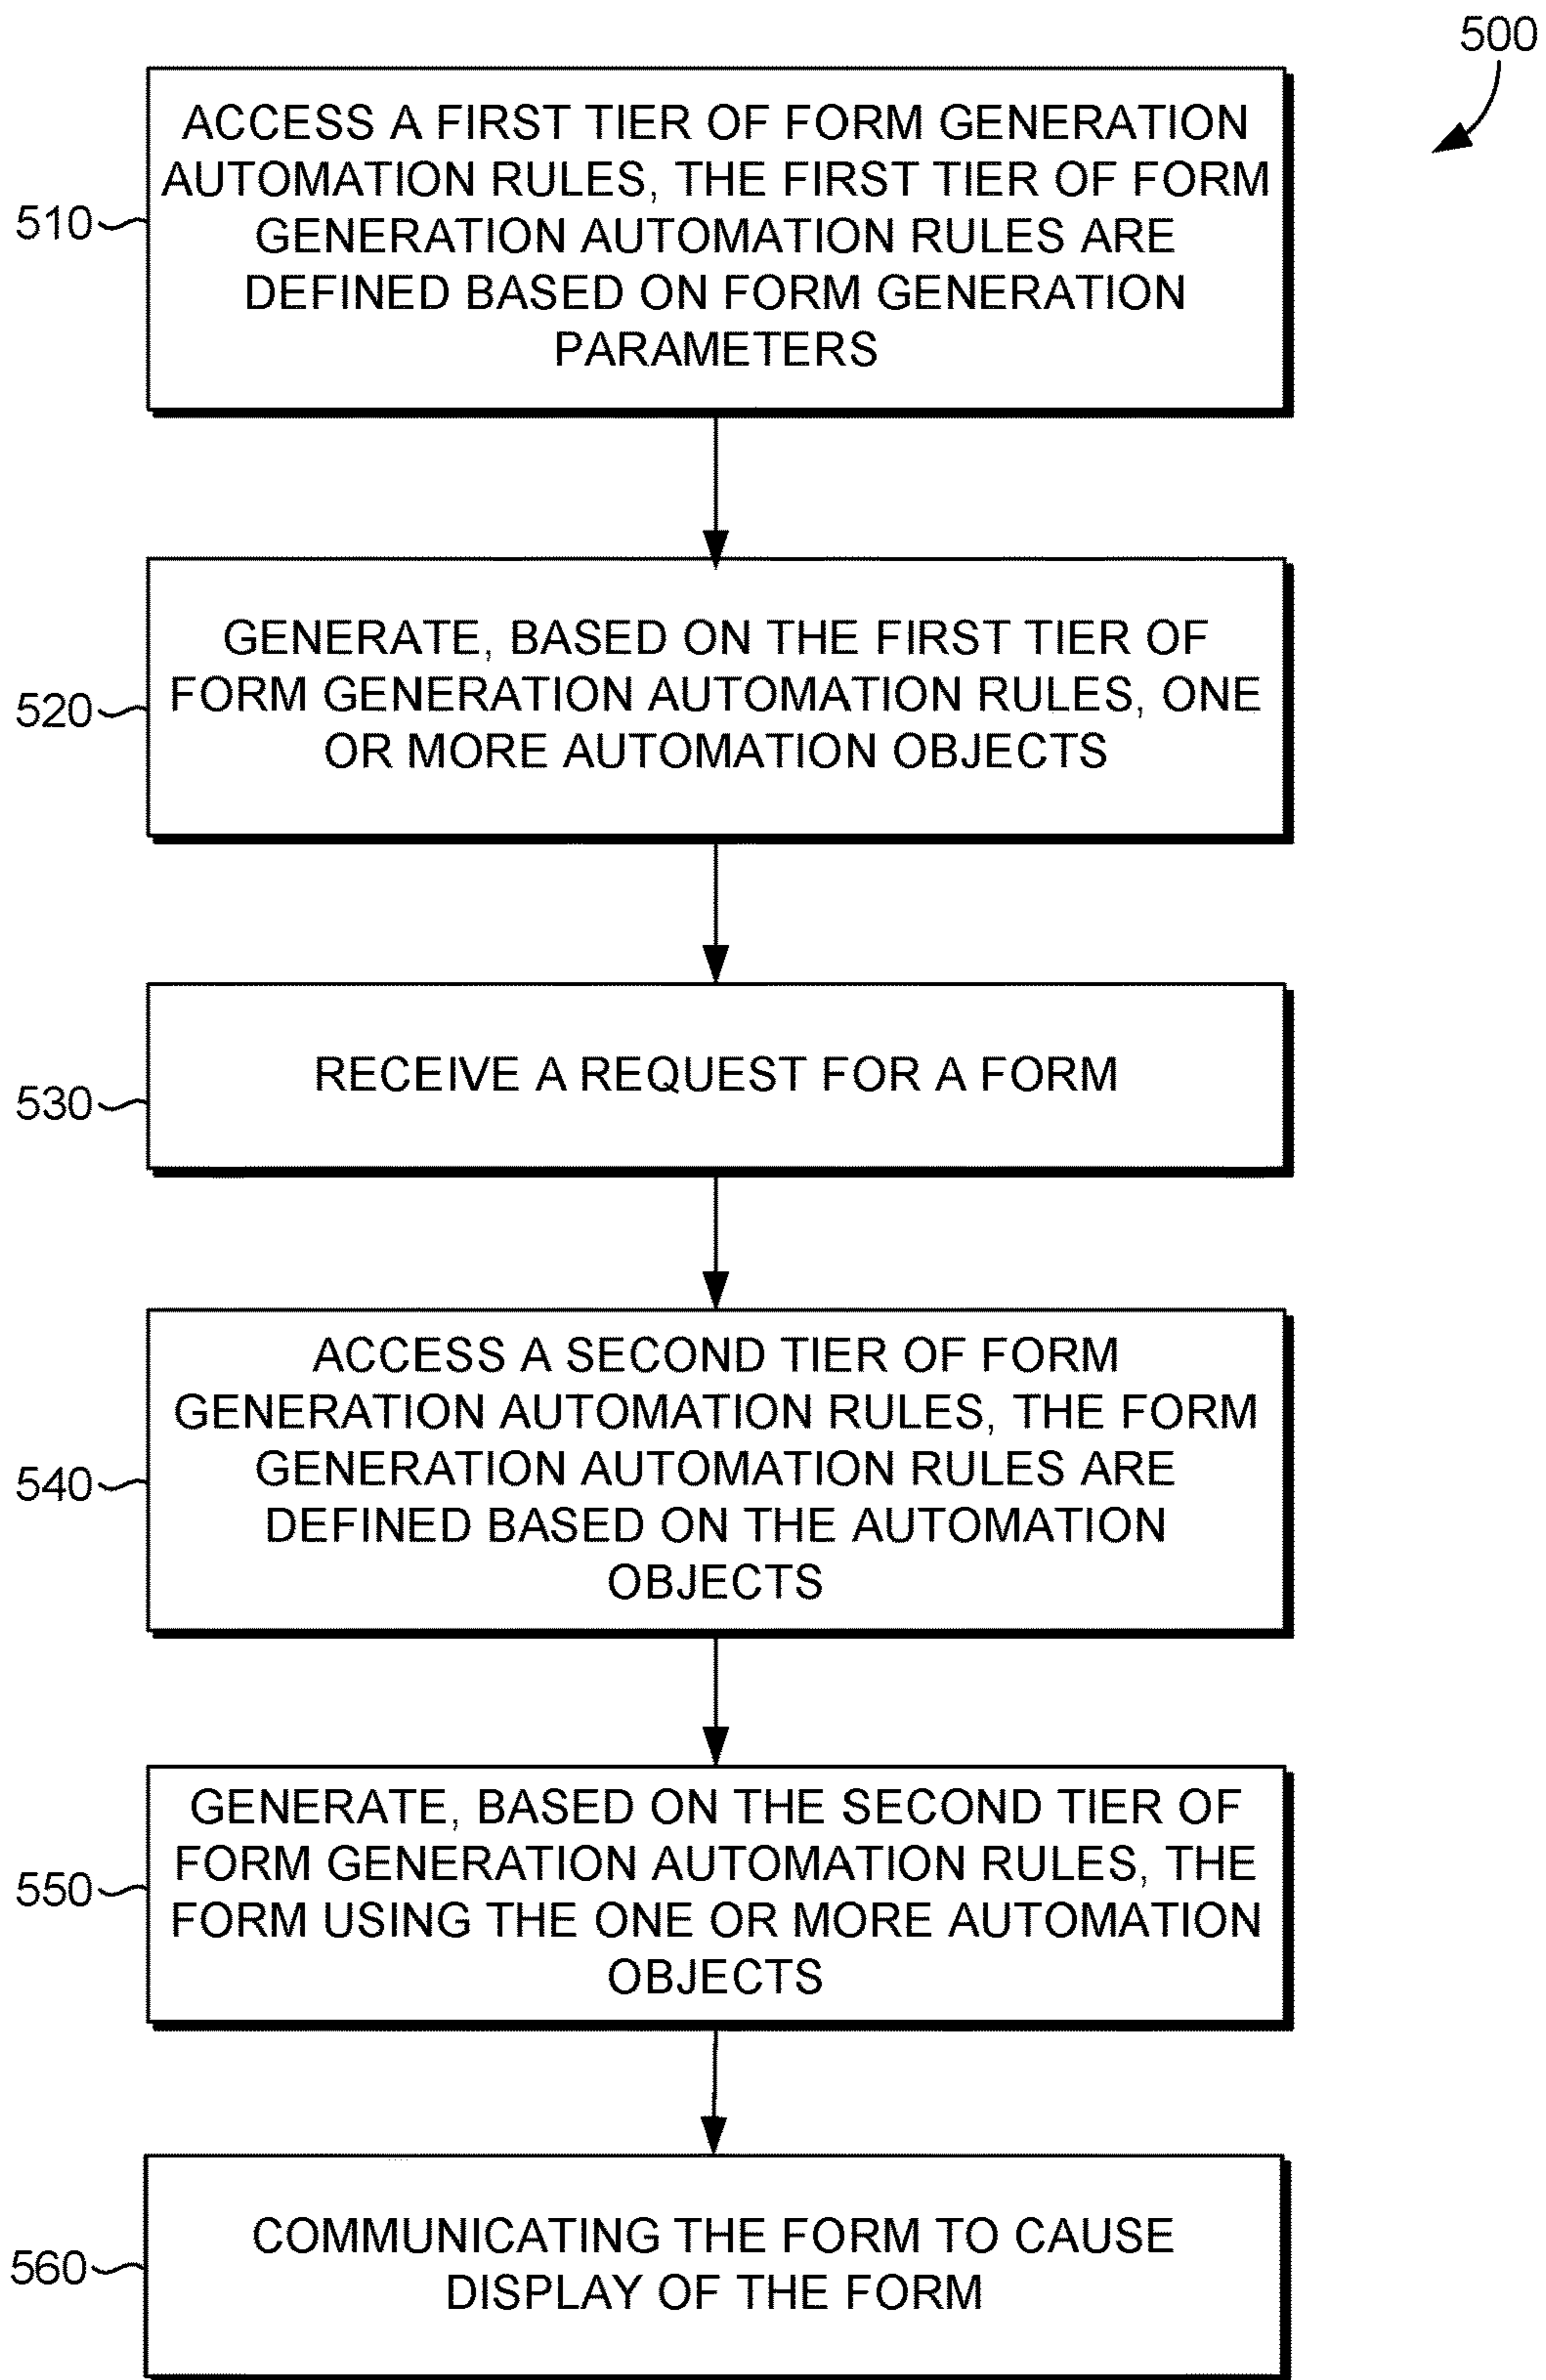 500
ACCESS A FIRST TIER OF FORM GENERATION
AUTOMATION RULES, THE FIRST TIER OF FORM
GENERATION AUTOMATION RULES ARE
DEFINED BASED ON FORM GENERATION
PARAMETERS
510
GENERATE, BASED ON THE FIRST TIER OF
FORM GENERATION AUTOMATION RULES, ONE
OR MORE AUTOMATION OBJECTS
520
RECEIVE A REQUEST FOR A FORM
530
ACCESS A SECOND TIER OF FORM
GENERATION AUTOMATION RULES, THE FORM
GENERATION AUTOMATION RULES ARE
DEFINED BASED ON THE AUTOMATION
OBJECTS
540
GENERATE, BASED ON THE SECOND TIER OF
FORM GENERATION AUTOMATION RULES, THE
FORM USING THE ONE OR MORE AUTOMATION
OBJECTS
550
COMMUNICATING THE FORM TO CAUSE
DISPLAY OF THE FORM
560